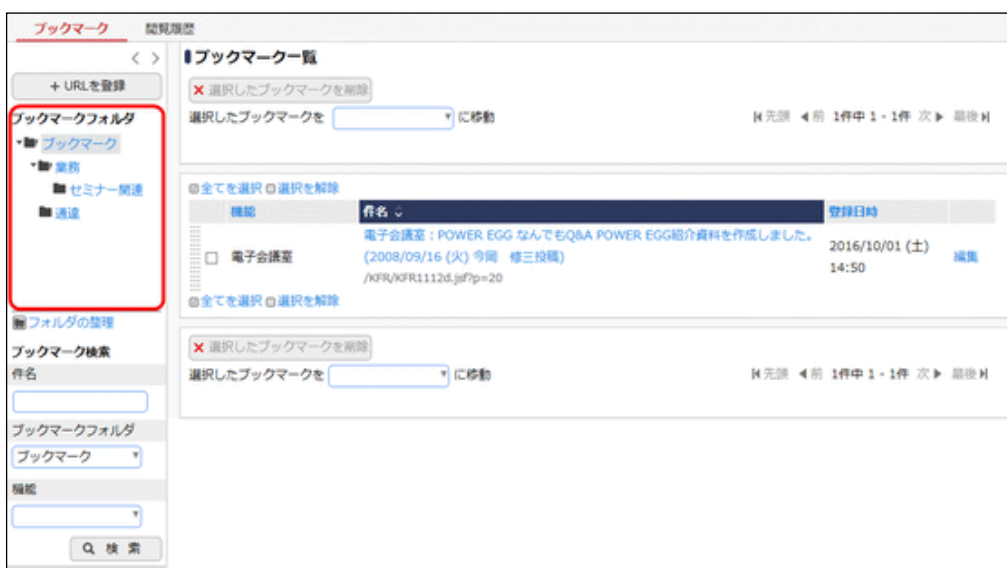 ブックマーク 閲覧履歴
+ URLを登録
ブックマークフォルダ
ブックマーク
業務
セミナー関連
通達
フォルダの整理
ブックマーク検索
件名
ブックマークフォルダ
ブックマーク
機能
検 索
ブックマーク一覧
選択したブックマークを削除
選択したブックマークを に移動 先頭 前 1件中 1 - 1件 次 最後
全てを選択 選択を解除
機能 件名 登録日時
電子会議室 電子会議室 : POWER EGG なんでもQ&A POWER EGG紹介資料を作成しました。
(2008/09/16 (火) 今岡 修三投稿)
/KFR/KFR1112d.jsf?p=20
2016/10/01 (土)
14:50
編集
全てを選択 選択を解除
選択したブックマークを削除
選択したブックマークを に移動 先頭 前 1件中 1 - 1件 次 最後